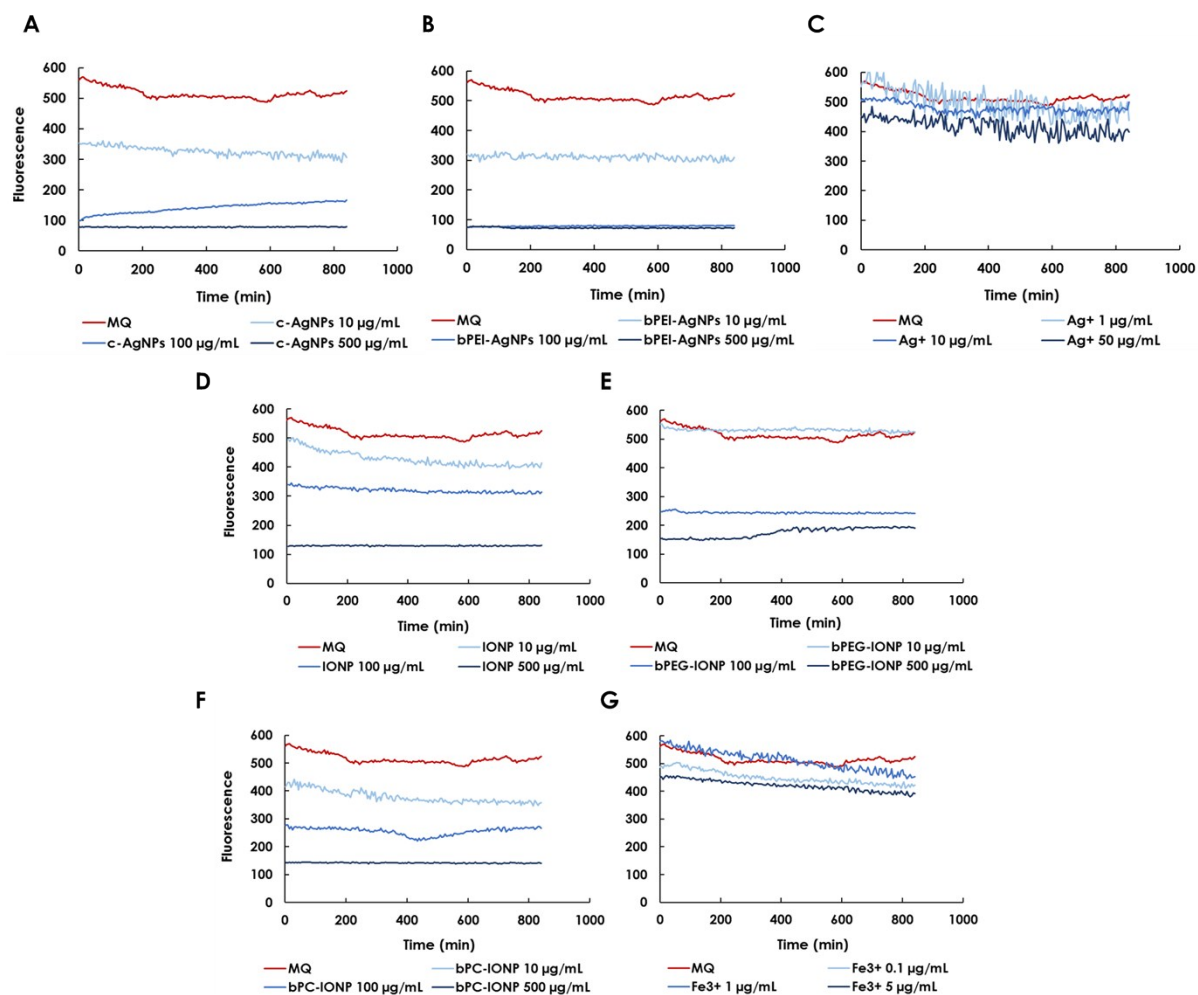 A
B
C
Fluorescence
600
500
400
300
200
100
0
0 200 400 600 800 1000
Time (min)
MQ c-AgNPs 10 µg/mL
c-AgNPs 100 µg/mL c-AgNPs 500 µg/mL
600
500
400
300
200
100
0
0 200 400 600 800 1000
Time (min)
MQ bPEI-AgNPs 10 µg/mL
bPEI-AgNPs 100 µg/mL bPEI-AgNPs 500 µg/mL
600
500
400
300
200
100
0
0 200 400 600 800 1000
Time (min)
MQ Ag+ 1 µg/mL
Ag+ 10 µg/mL Ag+ 50 µg/mL
D
E
Fluorescence
600
500
400
300
200
100
0
0 200 400 600 800 1000
Time (min)
MQ IONP 10 µg/mL
IONP 100 µg/mL IONP 500 µg/mL
600
500
400
300
200
100
0
0 200 400 600 800 1000
Time (min)
MQ bPEG-IONP 10 µg/mL
bPEG-IONP 100 µg/mL bPEG-IONP 500 µg/mL
F
G
Fluorescence
600
500
400
300
200
100
0
0 200 400 600 800 1000
Time (min)
MQ bPC-IONP 10 µg/mL
bPC-IONP 100 µg/mL bPC-IONP 500 µg/mL
600
500
400
300
200
100
0
0 200 400 600 800 1000
Time (min)
MQ Fe3+ 0.1 µg/mL
Fe3+ 1 µg/mL Fe3+ 5 µg/mL